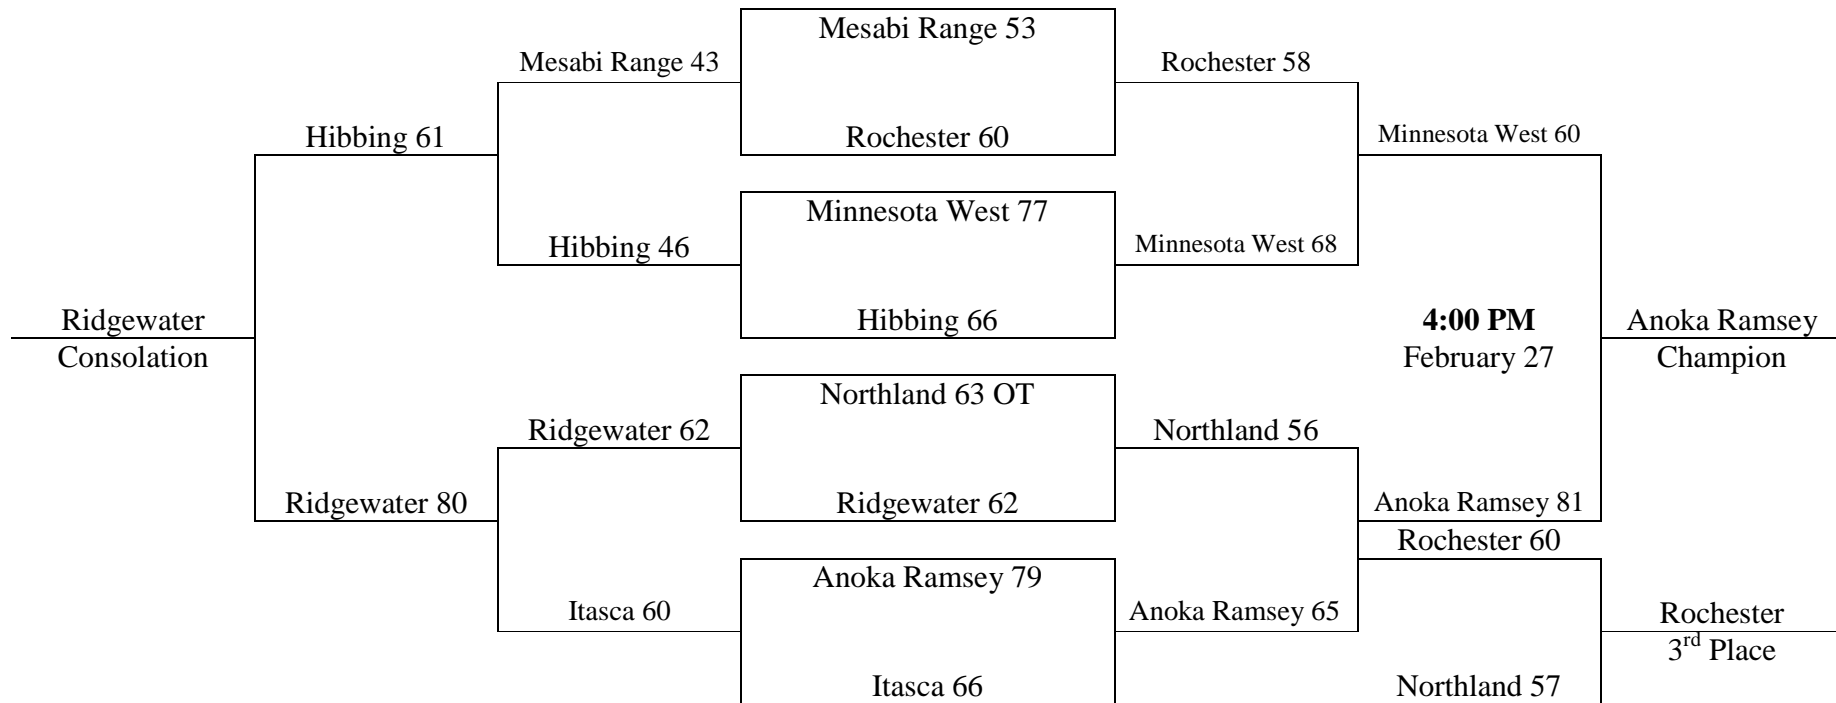 Mesabi Range 53
Mesabi Range 43
Rochester 58
Hibbing 61
Rochester 60
Minnesota West 60
Minnesota West 77
Hibbing 46
Minnesota West 68
Ridgewater
Consolation
Hibbing 66
4:00 PM
February 27
Anoka Ramsey
Champion
Northland 63 OT
Ridgewater 62
Northland 56
Ridgewater 80
Ridgewater 62
Anoka Ramsey 81
Rochester 60
Anoka Ramsey 79
Itasca 60
Anoka Ramsey 65
Rochester
3rd Place
Itasca 66
Northland 57